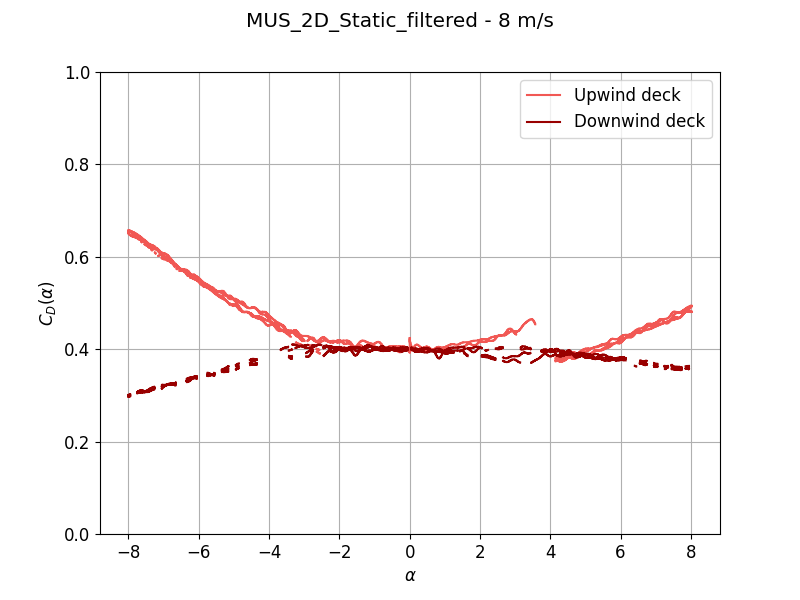 MUS_2D_Static_filtered - 8 m/s
1.0
0.8
0.6
0.4
0.2
0.0
C_D(α)
Upwind deck
Downwind deck
−8 −6 −4 −2 0 2 4 6 8
α